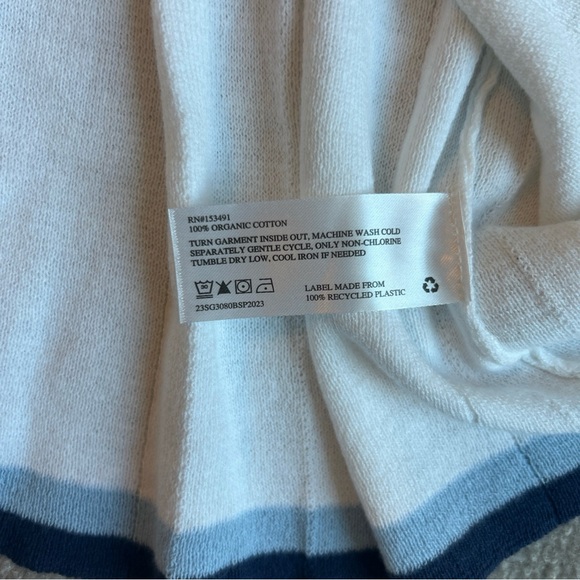 RN#153491
100% ORGANIC COTTON
TURN GARMENT INSIDE OUT, MACHINE WASH COLD
SEPARATELY GENTLE CYCLE, ONLY NON-CHLORINE
TUMBLE DRY LOW, COOL IRON IF NEEDED
LABEL MADE FROM
100% RECYCLED PLASTIC
23SG3080BSP2023